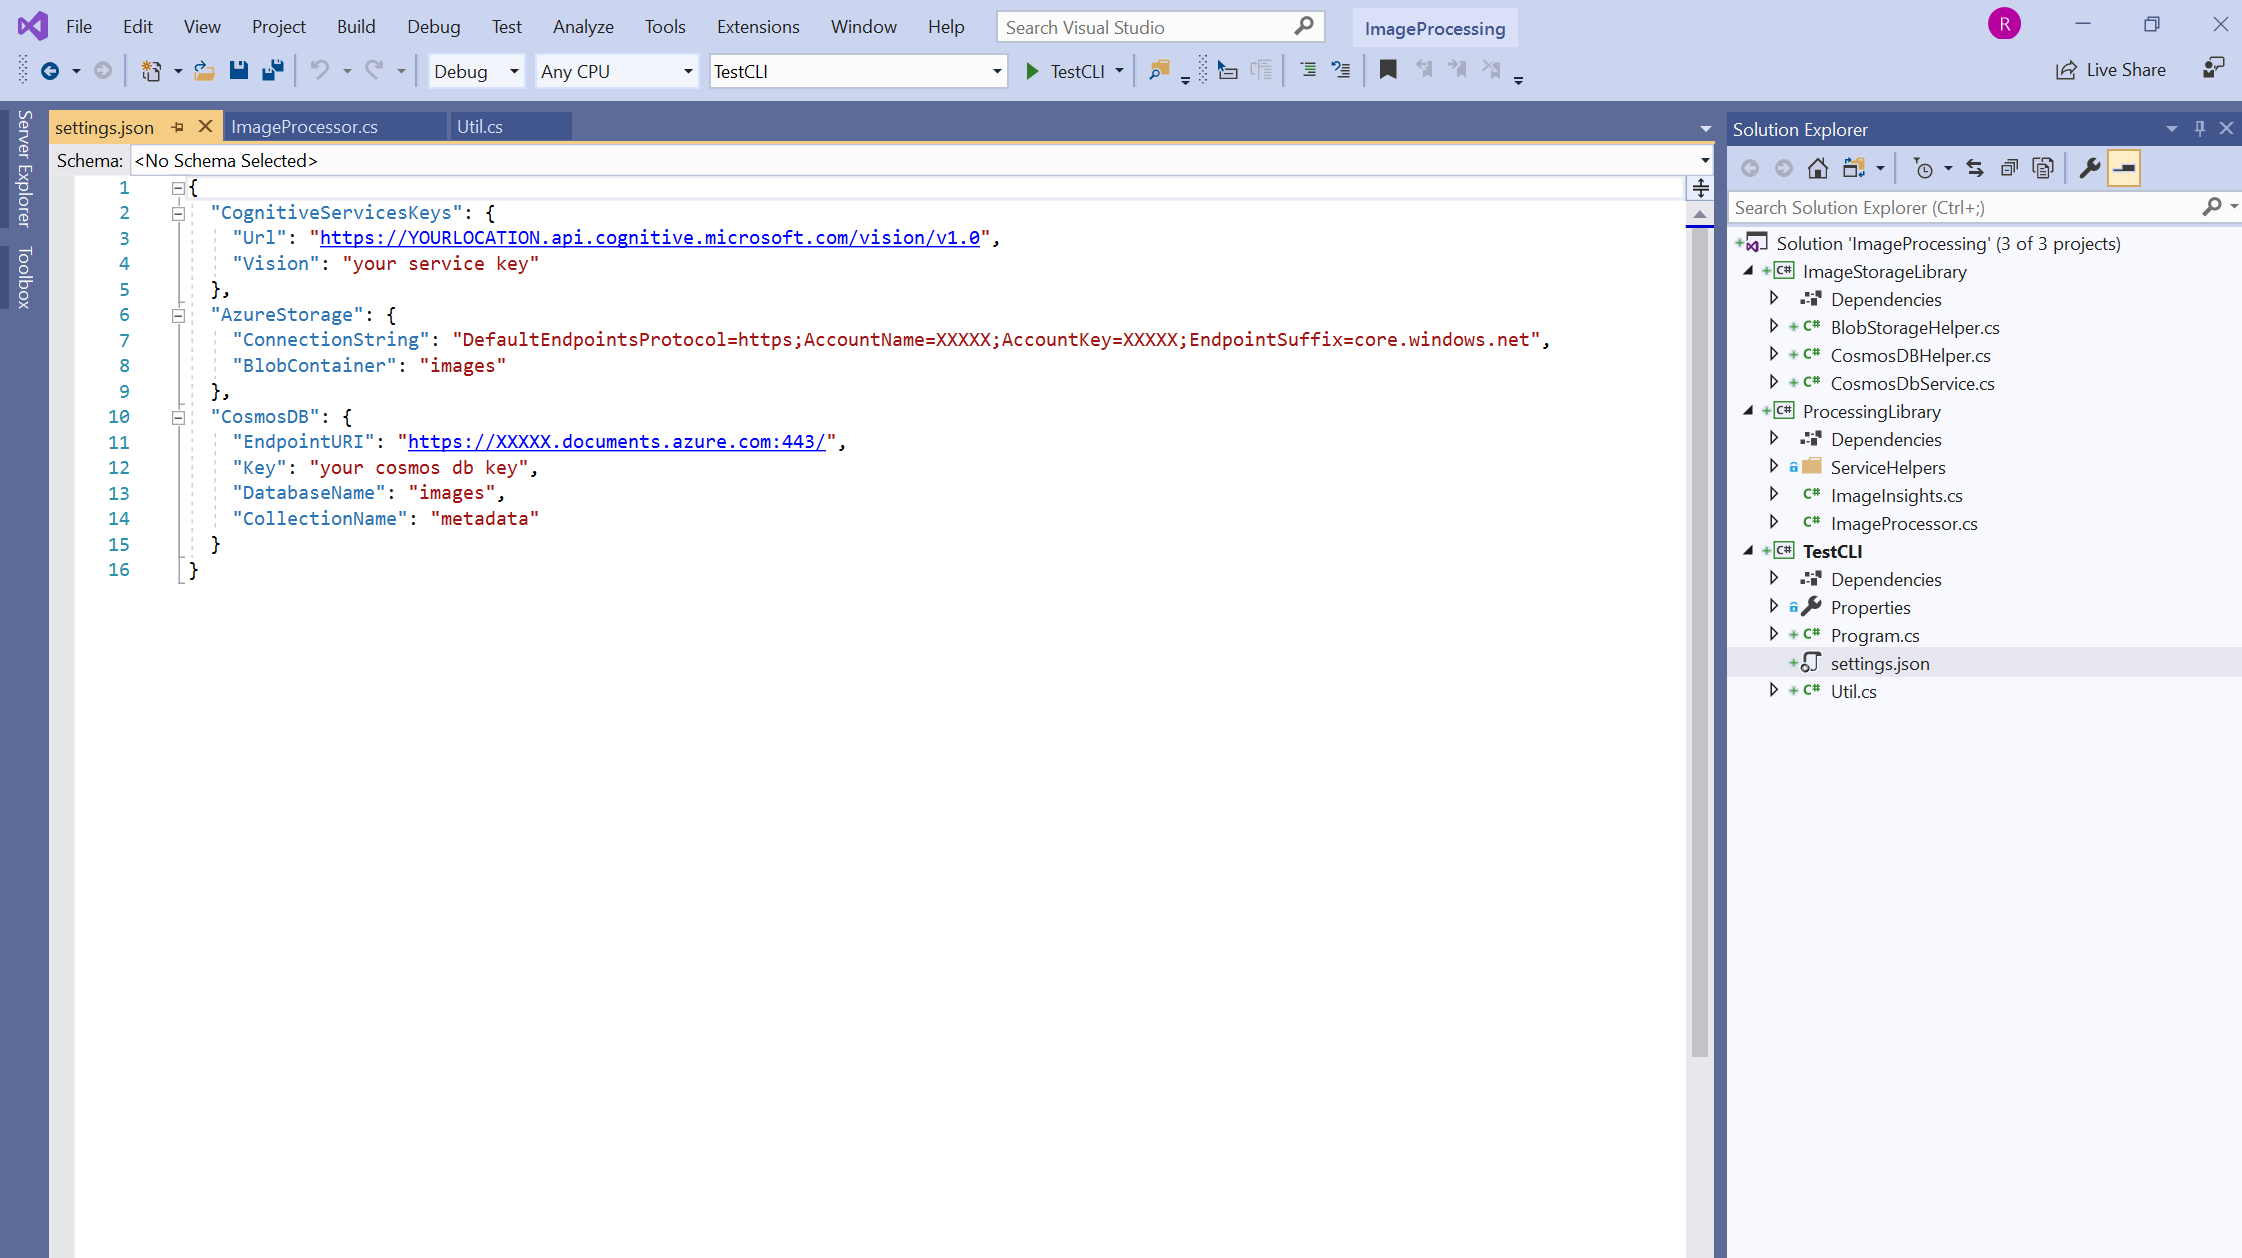 File Edit View Project Build Debug Test Analyze Tools Extensions Window Help Search Visual Studio ImageProcessing R
Debug Any CPU TestCLI TestCLI Live Share
Server Explorer
Toolbox
settings.json ImageProcessor.cs Util.cs
Schema: <No Schema Selected>
1 {
2 "CognitiveServicesKeys": {
3 "Url": "https://YOURLOCATION.api.cognitive.microsoft.com/vision/v1.0",
4 "Vision": "your service key"
5 },
6 "AzureStorage": {
7 "ConnectionString": "DefaultEndpointsProtocol=https;AccountName=XXXXX;AccountKey=XXXXX;EndpointSuffix=core.windows.net",
8 "BlobContainer": "images"
9 },
10 "CosmosDB": {
11 "EndpointURI": "https://XXXXX.documents.azure.com:443/",
12 "Key": "your cosmos db key",
13 "DatabaseName": "images",
14 "CollectionName": "metadata"
15 }
16 }
Solution Explorer
Search Solution Explorer (Ctrl+;)
Solution 'ImageProcessing' (3 of 3 projects)
C# ImageStorageLibrary
Dependencies
C# BlobStorageHelper.cs
C# CosmosDBHelper.cs
C# CosmosDbService.cs
C# ProcessingLibrary
Dependencies
ServiceHelpers
C# ImageInsights.cs
C# ImageProcessor.cs
C# TestCLI
Dependencies
Properties
C# Program.cs
settings.json
C# Util.cs